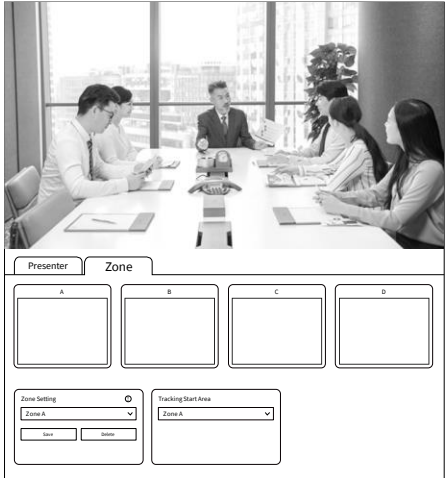 Presenter
Zone
A
B
C
D
Zone Setting
Zone A
Save
Delete
Tracking Start Area
Zone A